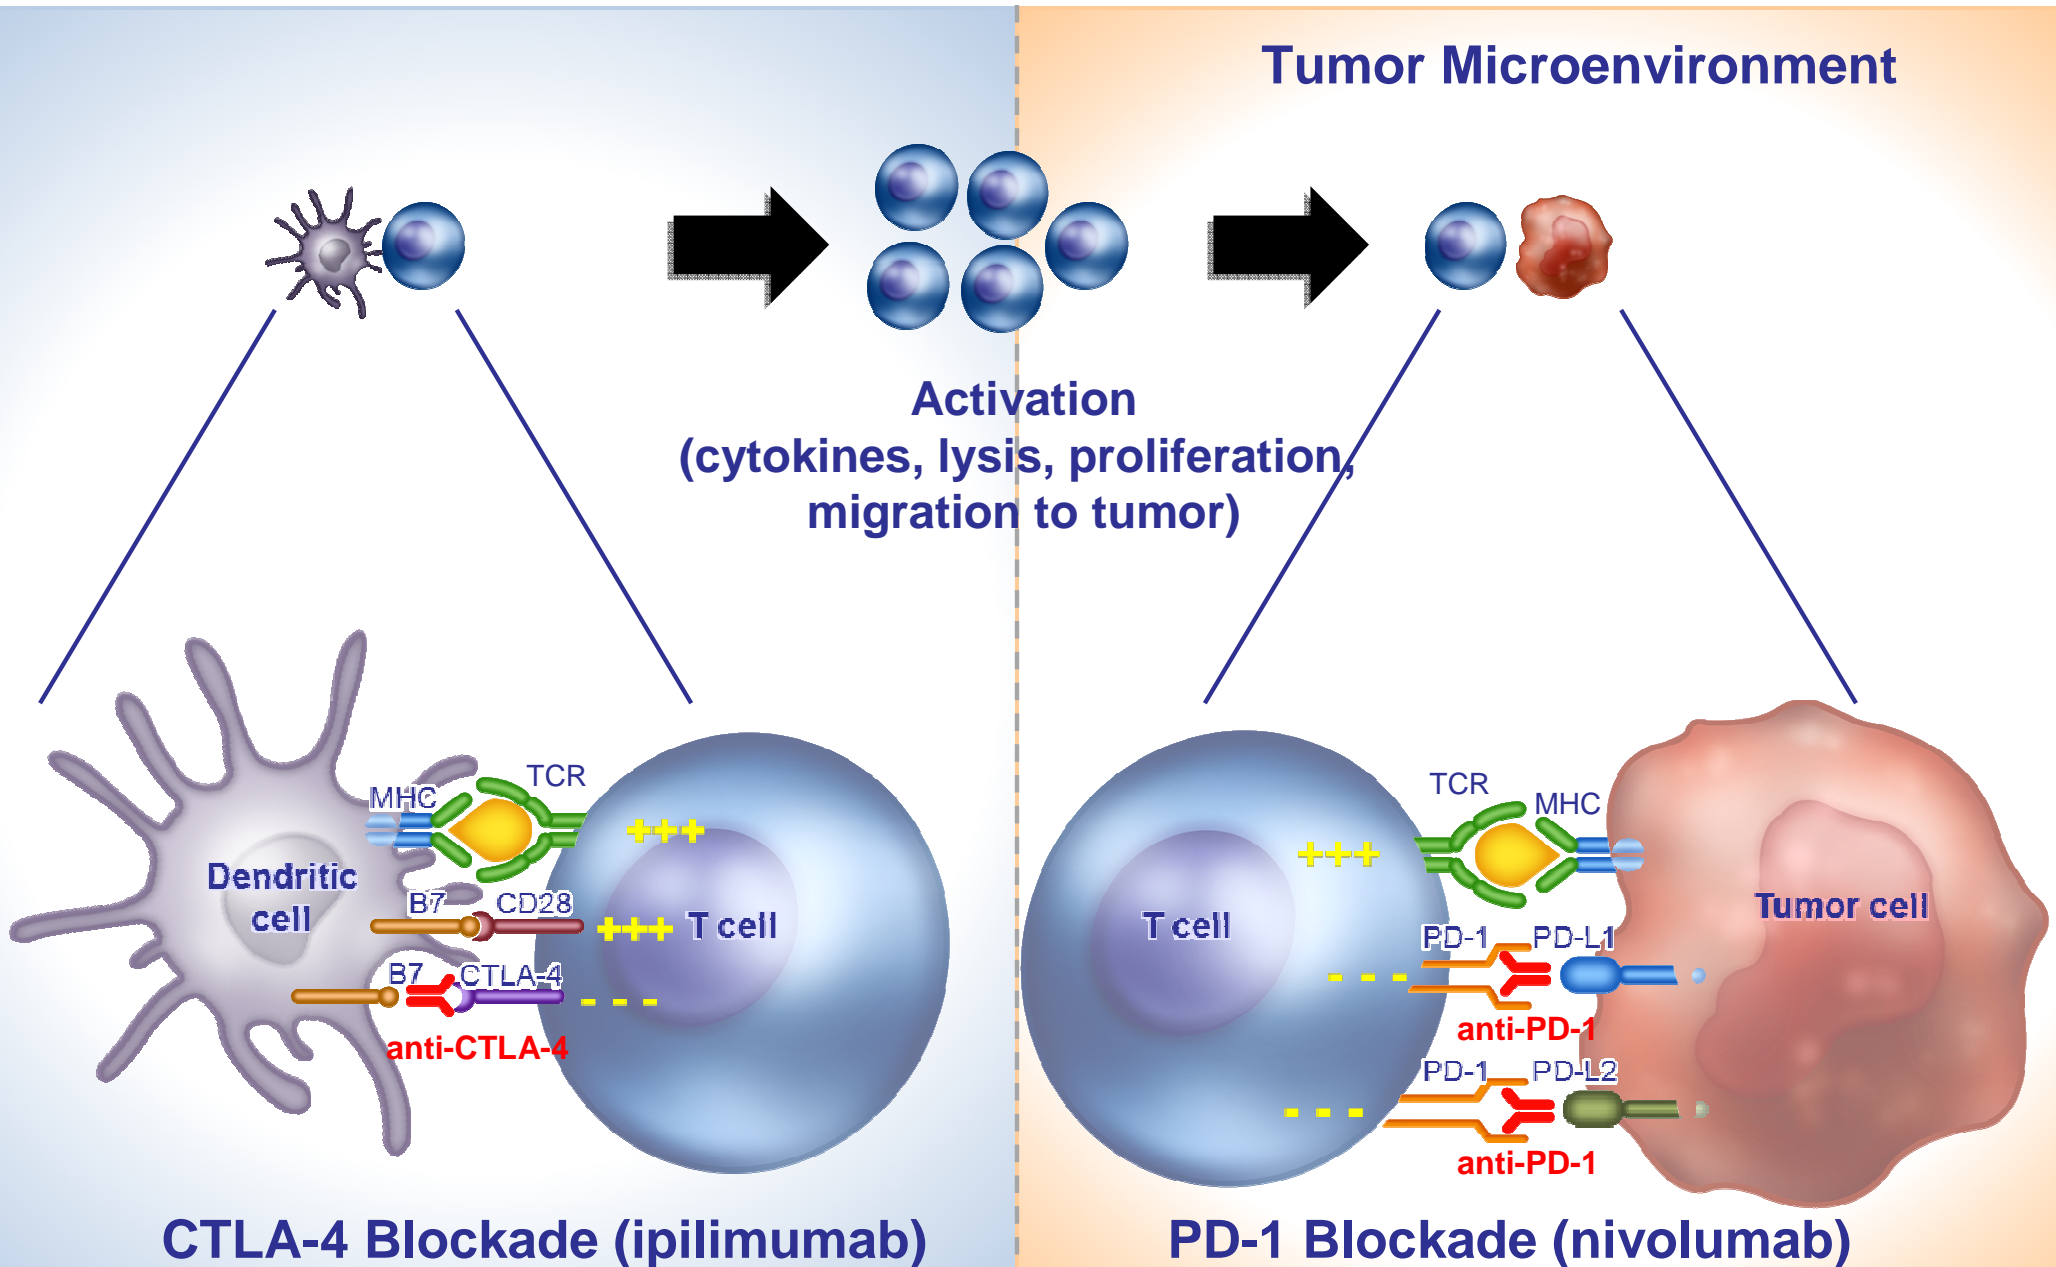 Tumor Microenvironment
Activation
(cytokines, lysis, proliferation,
migration to tumor)
MHC
TCR
+++
Dendritic
cell
B7
CD28
+++
T cell
B7
CTLA-4
- - -
anti-CTLA-4
CTLA-4 Blockade (ipilimumab)
TCR
MHC
+++
T cell
Tumor cell
PD-1
PD-L1
- - -
anti-PD-1
PD-1
PD-L2
- - -
anti-PD-1
PD-1 Blockade (nivolumab)